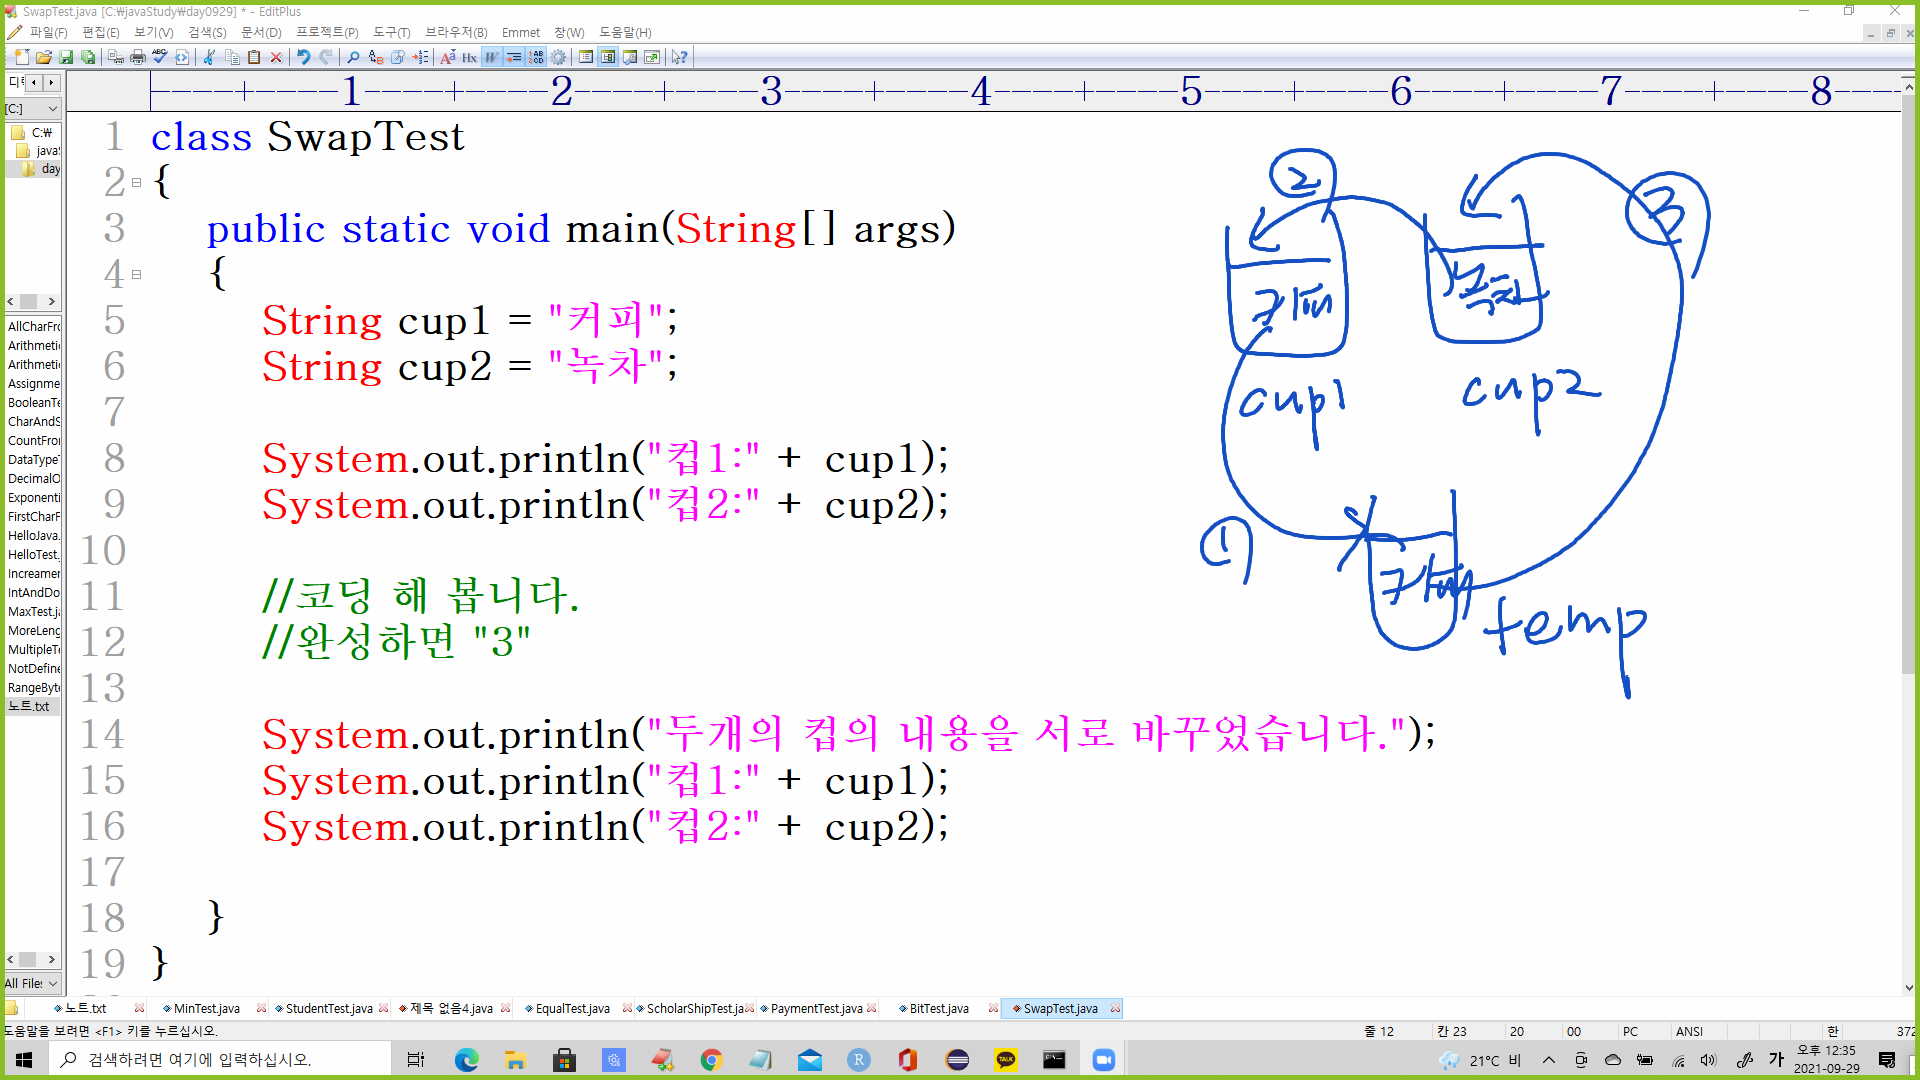 SwapTest.java [C:\javaStudy\day0929] * - EditPlus
파일(F) 편집(E) 보기(V) 검색(S) 문서(D) 프로젝트(P) 도구(T) 브라우저(B) Emmet 창(W) 도움말(H)
1 2 3 4 5 6 7 8
[C:]
C:\
java
day
1 class SwapTest
2 {
3 public static void main(String[] args)
4 {
5 String cup1 = "커피";
6 String cup2 = "녹차";
7
8 System.out.println("컵1:" + cup1);
9 System.out.println("컵2:" + cup2);
10
11 //코딩 해 봅니다.
12 //완성하면 "3"
13
14 System.out.println("두개의 컵의 내용을 서로 바꾸었습니다.");
15 System.out.println("컵1:" + cup1);
16 System.out.println("컵2:" + cup2);
17
18 }
19 }
② ③
커피 녹차
cup1 cup2
①
커피
temp
AllCharFro
Arithmetic
Arithmetic
Assignme
BooleanTe
CharAndS
CountFror
DataType
DecimalO
Exponenti
FirstCharF
HelloJava.
HelloTest.
Incremen
IntAndDo
MaxTest.ja
MoreLeng
MultipleTe
NotDefine
RangeByte
노트.txt
All Files
노트.txt MinTest.java StudentTest.java 제목 없음4.java EqualTest.java ScholarShipTest.ja PaymentTest.java BitTest.java SwapTest.java
도움말을 보려면 <F1> 키를 누르십시오. 줄 12 칸 23 20 00 PC ANSI 한 372
검색하려면 여기에 입력하십시오. 21°C 비 가 오후 12:35
2021-09-29